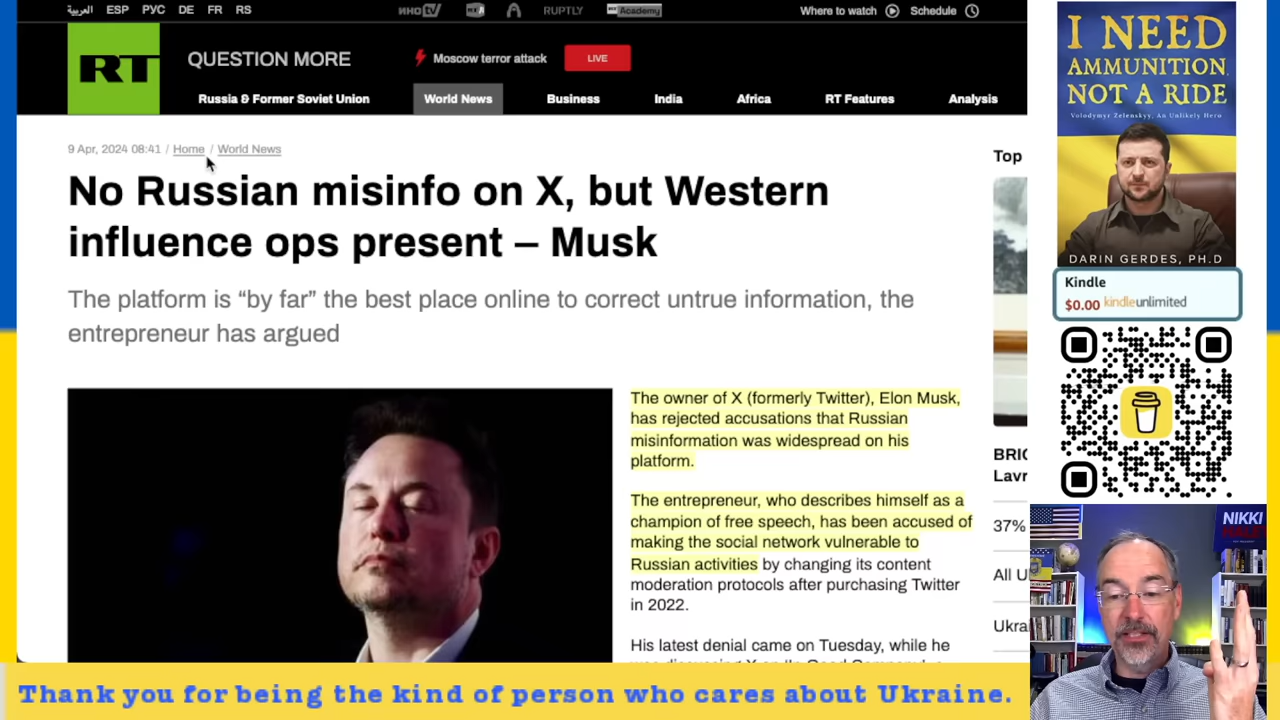 العربية ESP РУС DE FR RS
ИНО TV RUPTLY Academy
Where to watch Schedule
RT QUESTION MORE Moscow terror attack LIVE
Russia & Former Soviet Union World News Business India Africa RT Features Analysis
9 Apr, 2024 08:41 / Home / World News
No Russian misinfo on X, but Western
influence ops present – Musk
The platform is “by far” the best place online to correct untrue information, the
entrepreneur has argued
The owner of X (formerly Twitter), Elon Musk,
has rejected accusations that Russian
misinformation was widespread on his
platform.
The entrepreneur, who describes himself as a
champion of free speech, has been accused of
making the social network vulnerable to
Russian activities by changing its content
moderation protocols after purchasing Twitter
in 2022.
His latest denial came on Tuesday, while he
Top
BRIC
Lavr
37%
All U
Ukra
I NEED
AMMUNITION,
NOT A RIDE
Volodymyr Zelenskyy, An Unlikely Hero
DARIN GERDES, PH.D
Kindle
$0.00 kindleunlimited
NIKKI
Thank you for being the kind of person who cares about Ukraine.